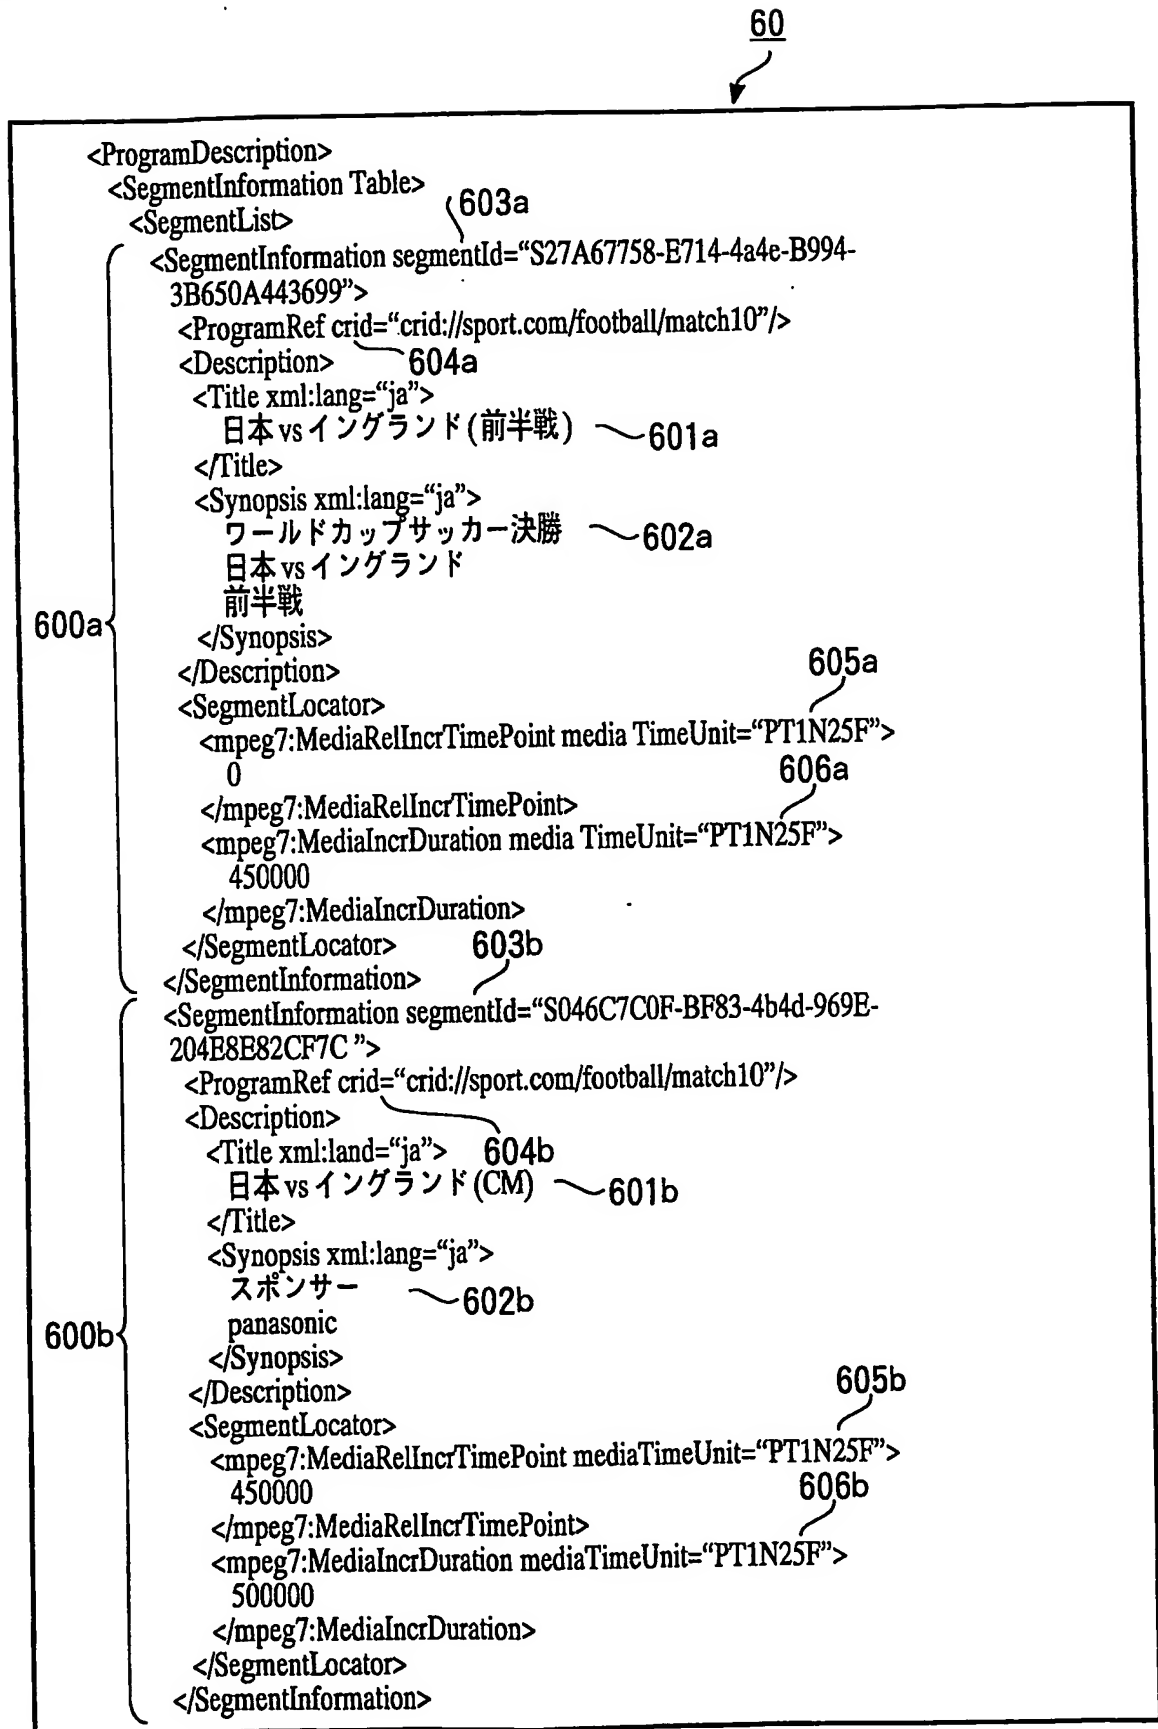 60
<ProgramDescription>
<SegmentInformation Table>
<SegmentList>
603a
<SegmentInformation segmentId=“S27A67758-E714-4a4e-B994-
3B650A443699”>
<ProgramRef crid=“crid://sport.com/football/match10”/>
<Description>
604a
<Title xml:lang=“ja”>
日本 vs イングランド(前半戦)
601a
</Title>
<Synopsis xml:lang=“ja”>
ワールドカップサッカー決勝
602a
日本 vs イングランド
前半戦
600a
</Synopsis>
</Description>
605a
<SegmentLocator>
<mpeg7:MediaRelIncrTimePoint media TimeUnit=“PT1N25F”>
0
606a
</mpeg7:MediaRelIncrTimePoint>
<mpeg7:MediaIncrDuration media TimeUnit=“PT1N25F”>
450000
</mpeg7:MediaIncrDuration>
</SegmentLocator>
603b
</SegmentInformation>
<SegmentInformation segmentId=“S046C7C0F-BF83-4b4d-969E-
204E8E82CF7C ”>
<ProgramRef crid=“crid://sport.com/football/match10”/>
<Description>
<Title xml:land=“ja”>
604b
日本 vs イングランド(CM)
601b
</Title>
<Synopsis xml:lang=“ja”>
スポンサー
602b
panasonic
600b
</Synopsis>
</Description>
605b
<SegmentLocator>
<mpeg7:MediaRelIncrTimePoint mediaTimeUnit=“PT1N25F”>
450000
606b
</mpeg7:MediaRelIncrTimePoint>
<mpeg7:MediaIncrDuration mediaTimeUnit=“PT1N25F”>
500000
</mpeg7:MediaIncrDuration>
</SegmentLocator>
</SegmentInformation>